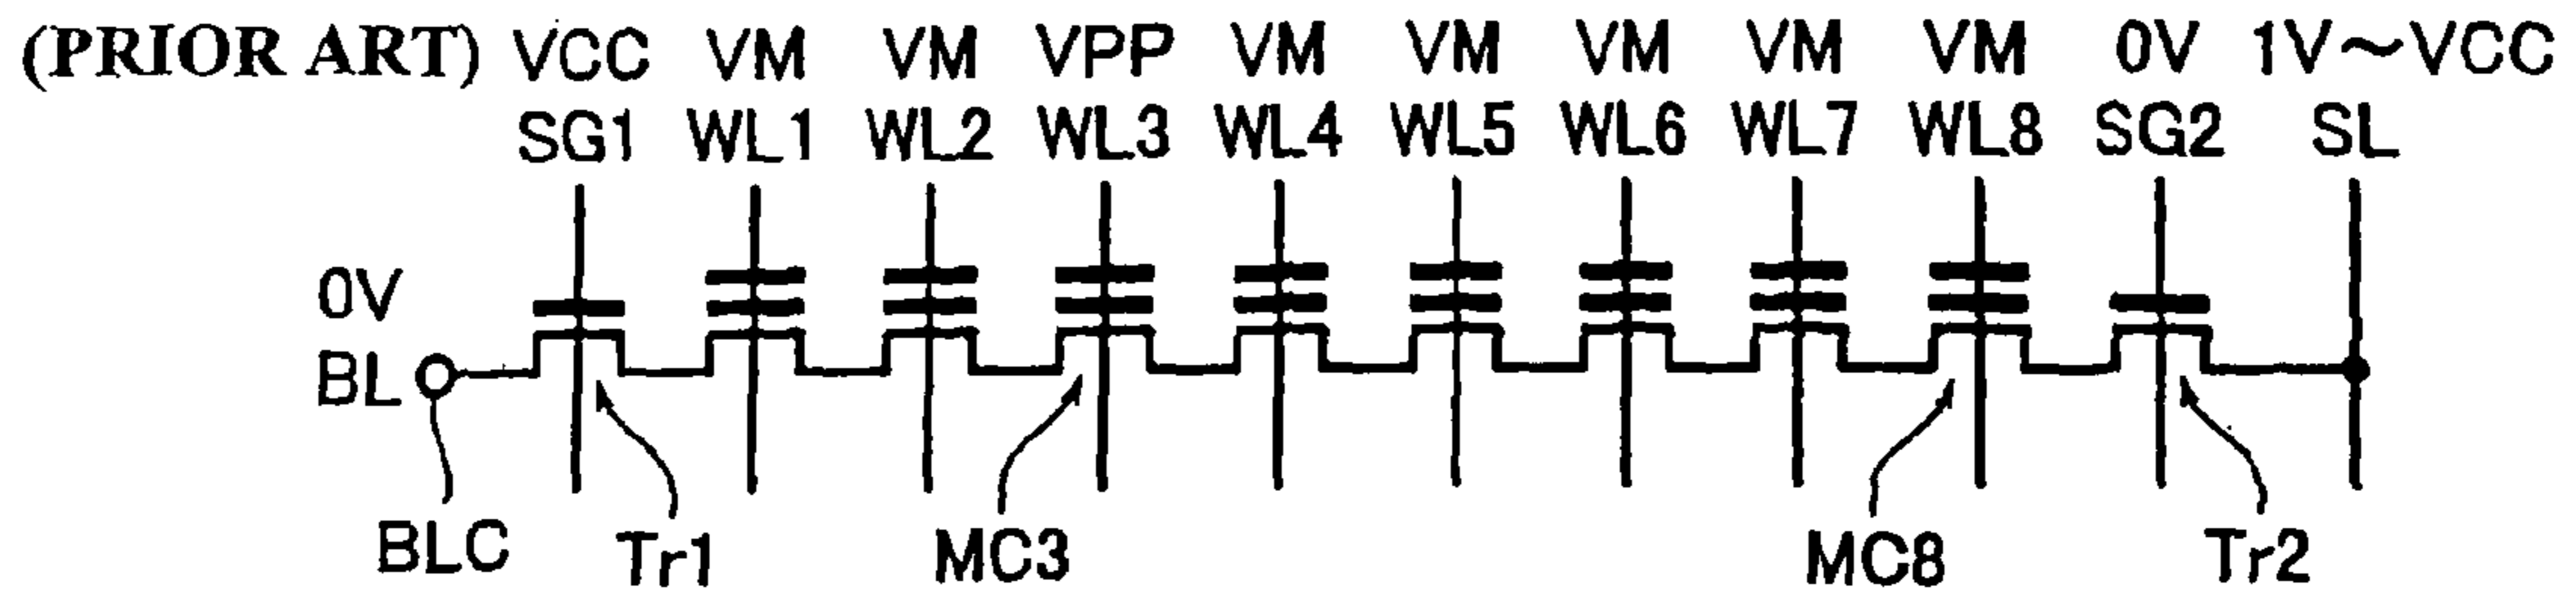 (PRIOR ART) VCC VM VM VPP VM VM VM VM VM 0V 1V～VCC
SG1 WL1 WL2 WL3 WL4 WL5 WL6 WL7 WL8 SG2 SL
0V
BL
BLC Tr1 MC3 MC8 Tr2